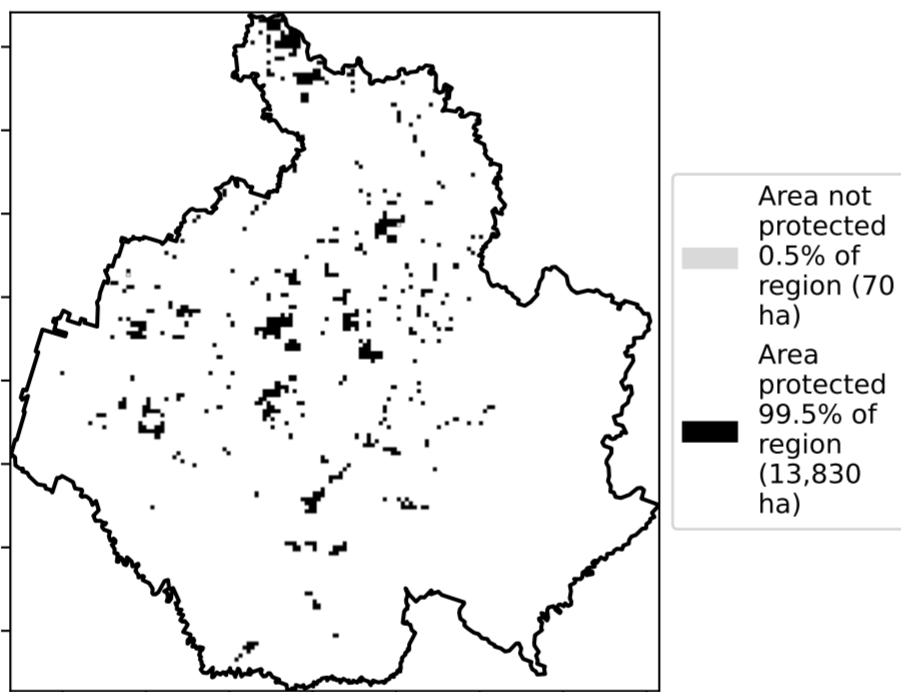 Area not
protected
0.5% of
region (70
ha)
Area
protected
99.5% of
region
(13,830
ha)